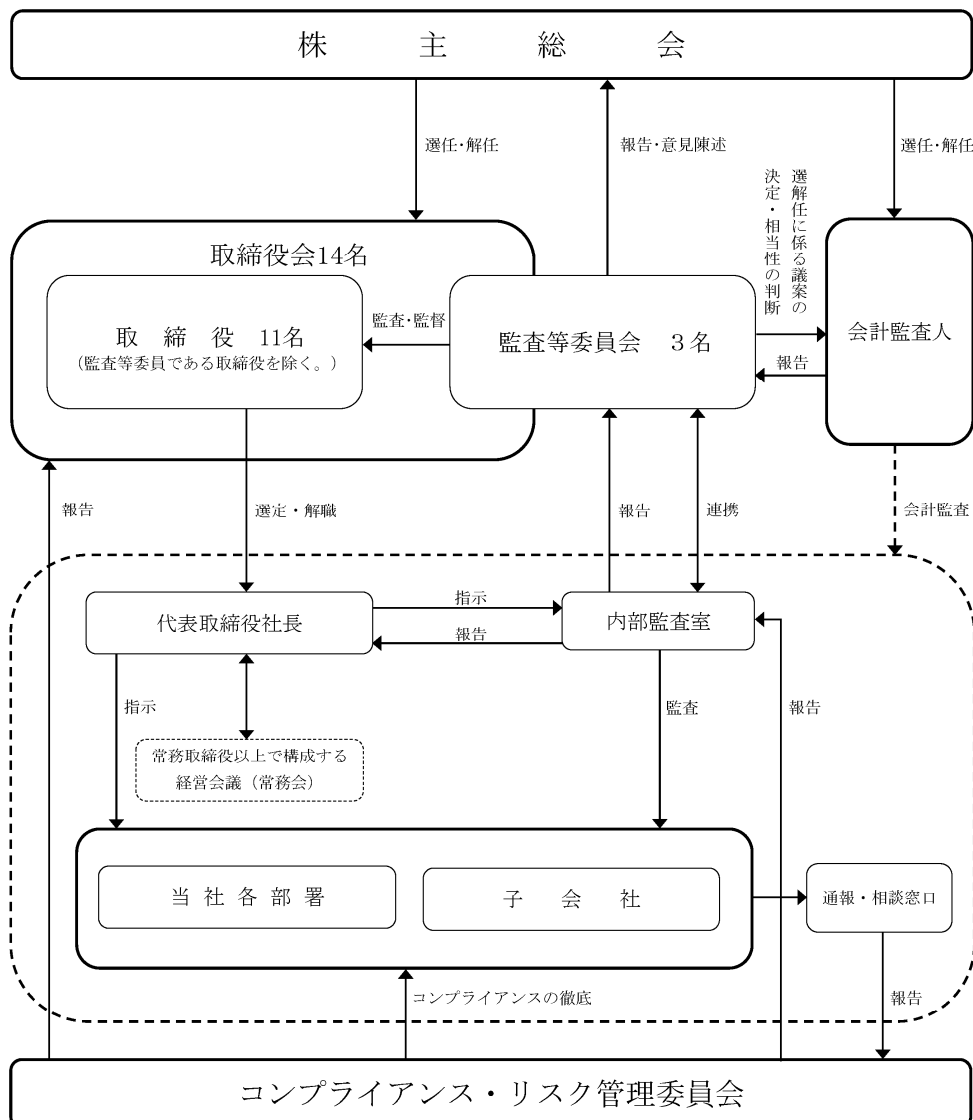 株主総会
選任・解任
報告・意見陳述
選任・解任
選解任に係る議案の
決定・相当性の判断
取締役会14名
取締役 11名
(監査等委員である取締役を除く。)
監査・監督
監査等委員会 3名
会計監査人
報告
報告
選定・解職
報告
連携
会計監査
代表取締役社長
指示
報告
内部監査室
指示
監査
報告
常務取締役以上で構成する
経営会議(常務会)
当社各部署
子会社
通報・相談窓口
コンプライアンスの徹底
報告
コンプライアンス・リスク管理委員会